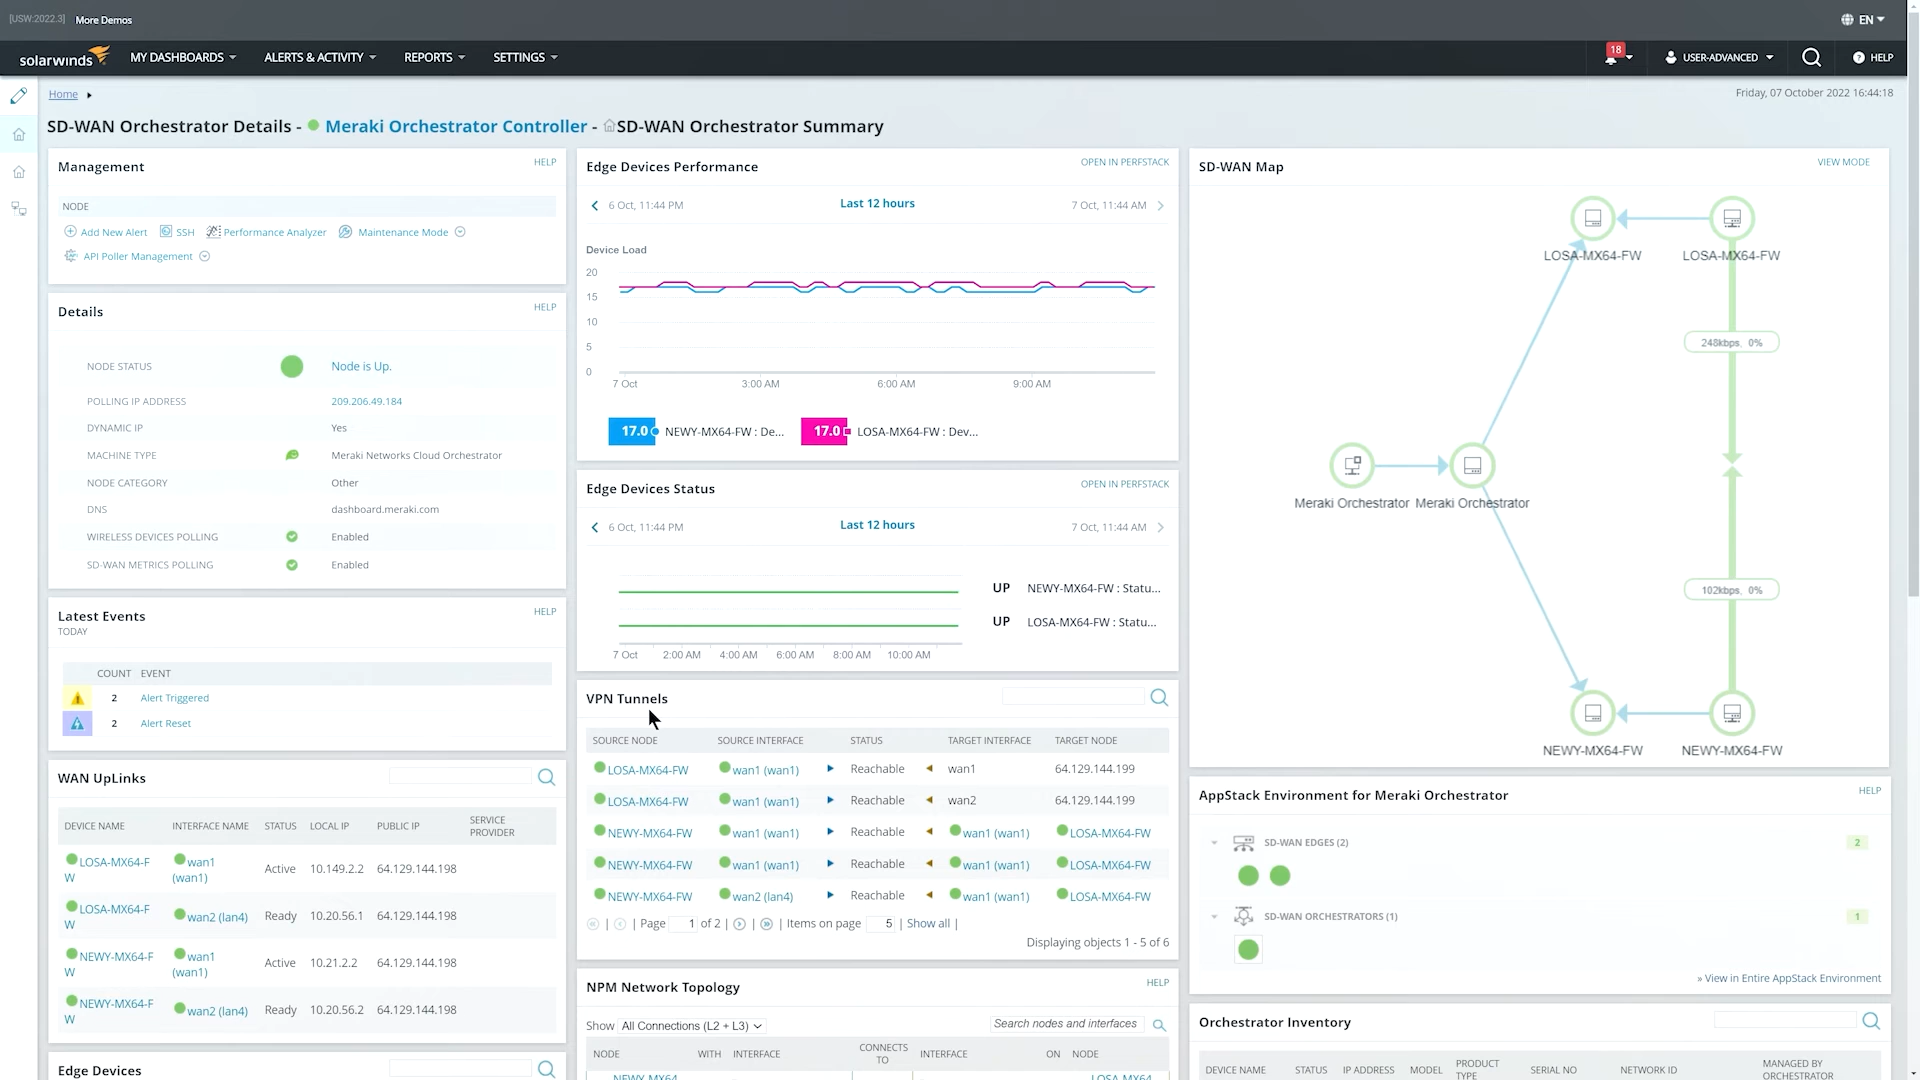 [USW:2022.3] More Demos
EN
solarwinds MY DASHBOARDS ALERTS & ACTIVITY REPORTS SETTINGS 18 USER-ADVANCED HELP
Home Friday, 07 October 2022 16:44:18
SD-WAN Orchestrator Details - Meraki Orchestrator Controller - SD-WAN Orchestrator Summary
Management HELP
NODE
Add New Alert SSH Performance Analyzer Maintenance Mode
API Poller Management
Details HELP
NODE STATUS Node is Up.
POLLING IP ADDRESS 209.206.49.184
DYNAMIC IP Yes
MACHINE TYPE Meraki Networks Cloud Orchestrator
NODE CATEGORY Other
DNS dashboard.meraki.com
WIRELESS DEVICES POLLING Enabled
SD-WAN METRICS POLLING Enabled
Latest Events HELP
TODAY
COUNT EVENT
2 Alert Triggered
2 Alert Reset
WAN UpLinks
DEVICE NAME INTERFACE NAME STATUS LOCAL IP PUBLIC IP SERVICE PROVIDER
LOSA-MX64-F
W wan1
(wan1) Active 10.149.2.2 64.129.144.198
LOSA-MX64-F
W wan2 (lan4) Ready 10.20.56.1 64.129.144.198
NEWY-MX64-F
W wan1
(wan1) Active 10.21.2.2 64.129.144.198
NEWY-MX64-F
W wan2 (lan4) Ready 10.20.56.2 64.129.144.198
Edge Devices
Edge Devices Performance OPEN IN PERFSTACK
6 Oct, 11:44 PM Last 12 hours 7 Oct, 11:44 AM
Device Load
20
15
10
5
0
7 Oct 3:00 AM 6:00 AM 9:00 AM
17.0 NEWY-MX64-FW : De... 17.0 LOSA-MX64-FW : Dev...
Edge Devices Status OPEN IN PERFSTACK
6 Oct, 11:44 PM Last 12 hours 7 Oct, 11:44 AM
UP NEWY-MX64-FW : Statu...
UP LOSA-MX64-FW : Statu...
7 Oct 2:00 AM 4:00 AM 6:00 AM 8:00 AM 10:00 AM
VPN Tunnels
SOURCE NODE SOURCE INTERFACE STATUS TARGET INTERFACE TARGET NODE
LOSA-MX64-FW wan1 (wan1) Reachable wan1 64.129.144.199
LOSA-MX64-FW wan1 (wan1) Reachable wan2 64.129.144.199
NEWY-MX64-FW wan1 (wan1) Reachable wan1 (wan1) LOSA-MX64-FW
NEWY-MX64-FW wan1 (wan1) Reachable wan1 (wan1) LOSA-MX64-FW
NEWY-MX64-FW wan2 (lan4) Reachable wan1 (wan1) LOSA-MX64-FW
| | Page 1 of 2 | | | Items on page 5 | Show all |
Displaying objects 1 - 5 of 6
NPM Network Topology HELP
Show All Connections (L2 + L3) Search nodes and interfaces
NODE WITH INTERFACE CONNECTS TO INTERFACE ON NODE
NEWY-MX64 LOSA-MX64
SD-WAN Map VIEW MODE
LOSA-MX64-FW LOSA-MX64-FW
248kbps, 0%
Meraki Orchestrator Meraki Orchestrator
102kbps, 0%
NEWY-MX64-FW NEWY-MX64-FW
AppStack Environment for Meraki Orchestrator HELP
SD-WAN EDGES (2) 2
SD-WAN ORCHESTRATORS (1) 1
» View in Entire AppStack Environment
Orchestrator Inventory
DEVICE NAME STATUS IP ADDRESS MODEL PRODUCT TYPE SERIAL NO NETWORK ID MANAGED BY ORCHESTRATOR